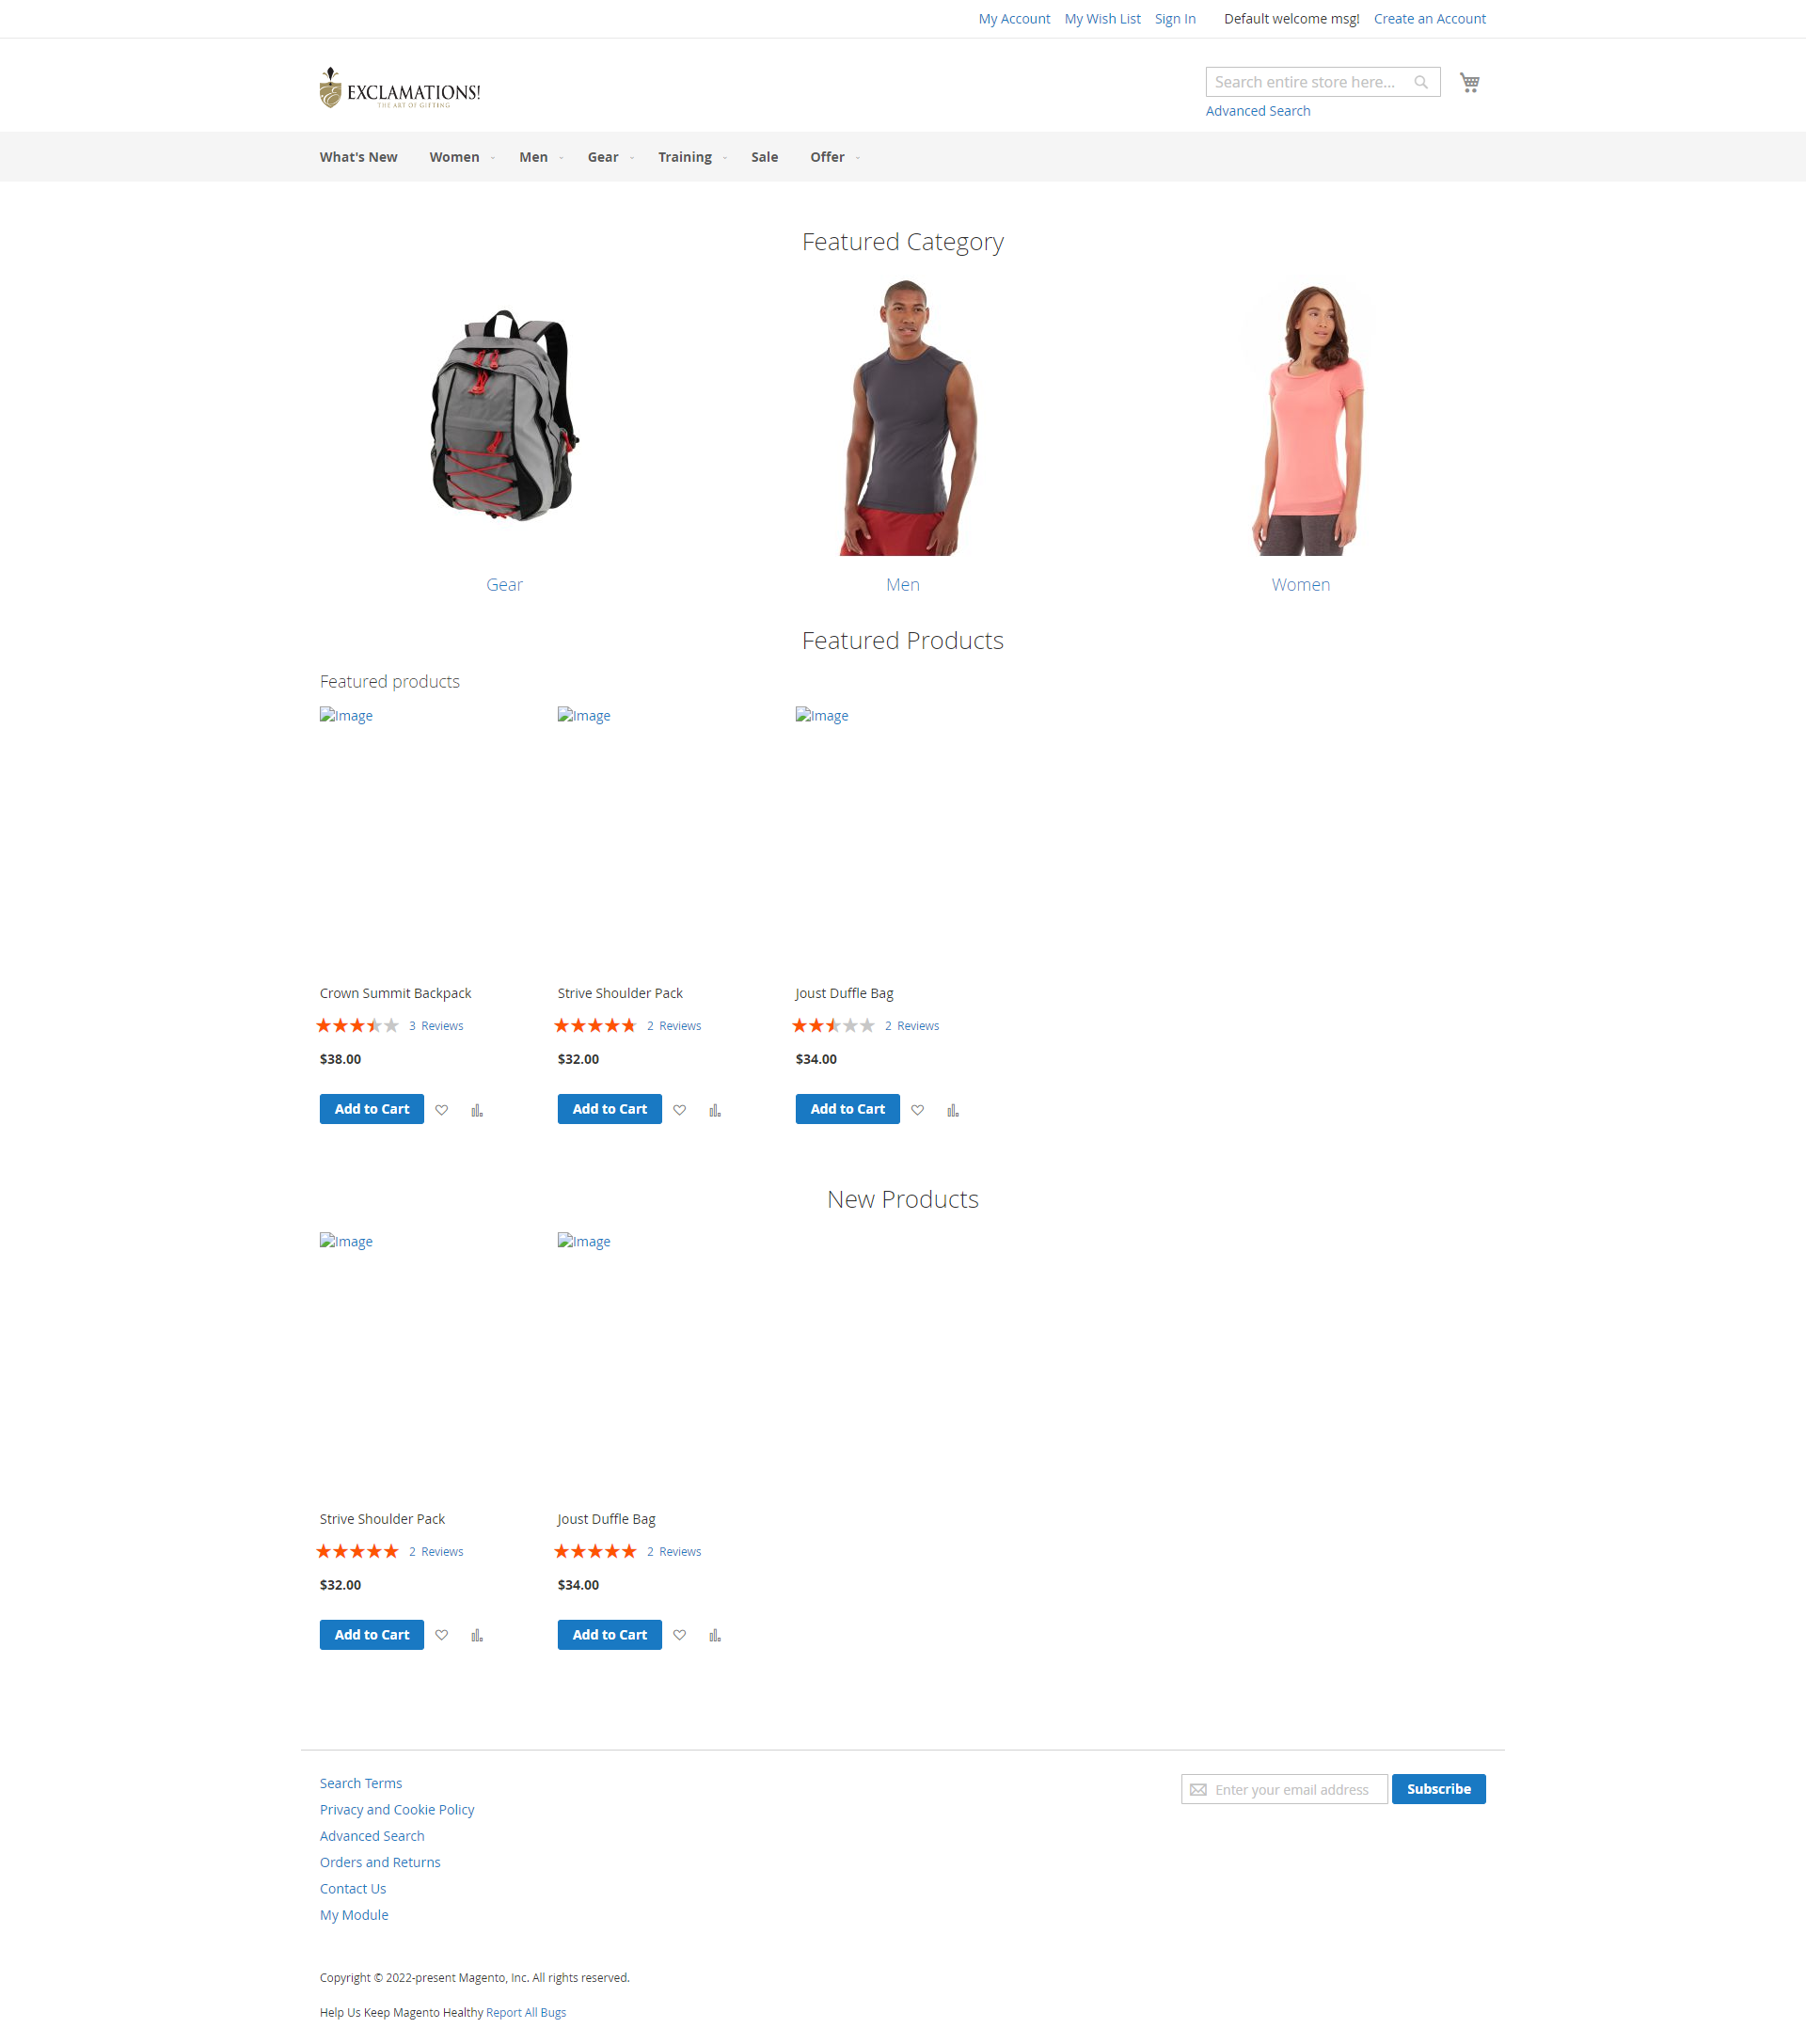 My Account My Wish List Sign In Default welcome msg! Create an Account
EXCLAMATIONS!
THE ART OF GIFTING
Search entire store here...
Advanced Search
What's New Women Men Gear Training Sale Offer
Featured Category
Gear Men Women
Featured Products
Featured products
Image Image Image
Crown Summit Backpack Strive Shoulder Pack Joust Duffle Bag
3 Reviews 2 Reviews 2 Reviews
$38.00 $32.00 $34.00
Add to Cart Add to Cart Add to Cart
New Products
Image Image
Strive Shoulder Pack Joust Duffle Bag
2 Reviews 2 Reviews
$32.00 $34.00
Add to Cart Add to Cart
Search Terms
Enter your email address Subscribe
Privacy and Cookie Policy
Advanced Search
Orders and Returns
Contact Us
My Module
Copyright © 2022-present Magento, Inc. All rights reserved.
Help Us Keep Magento Healthy Report All Bugs